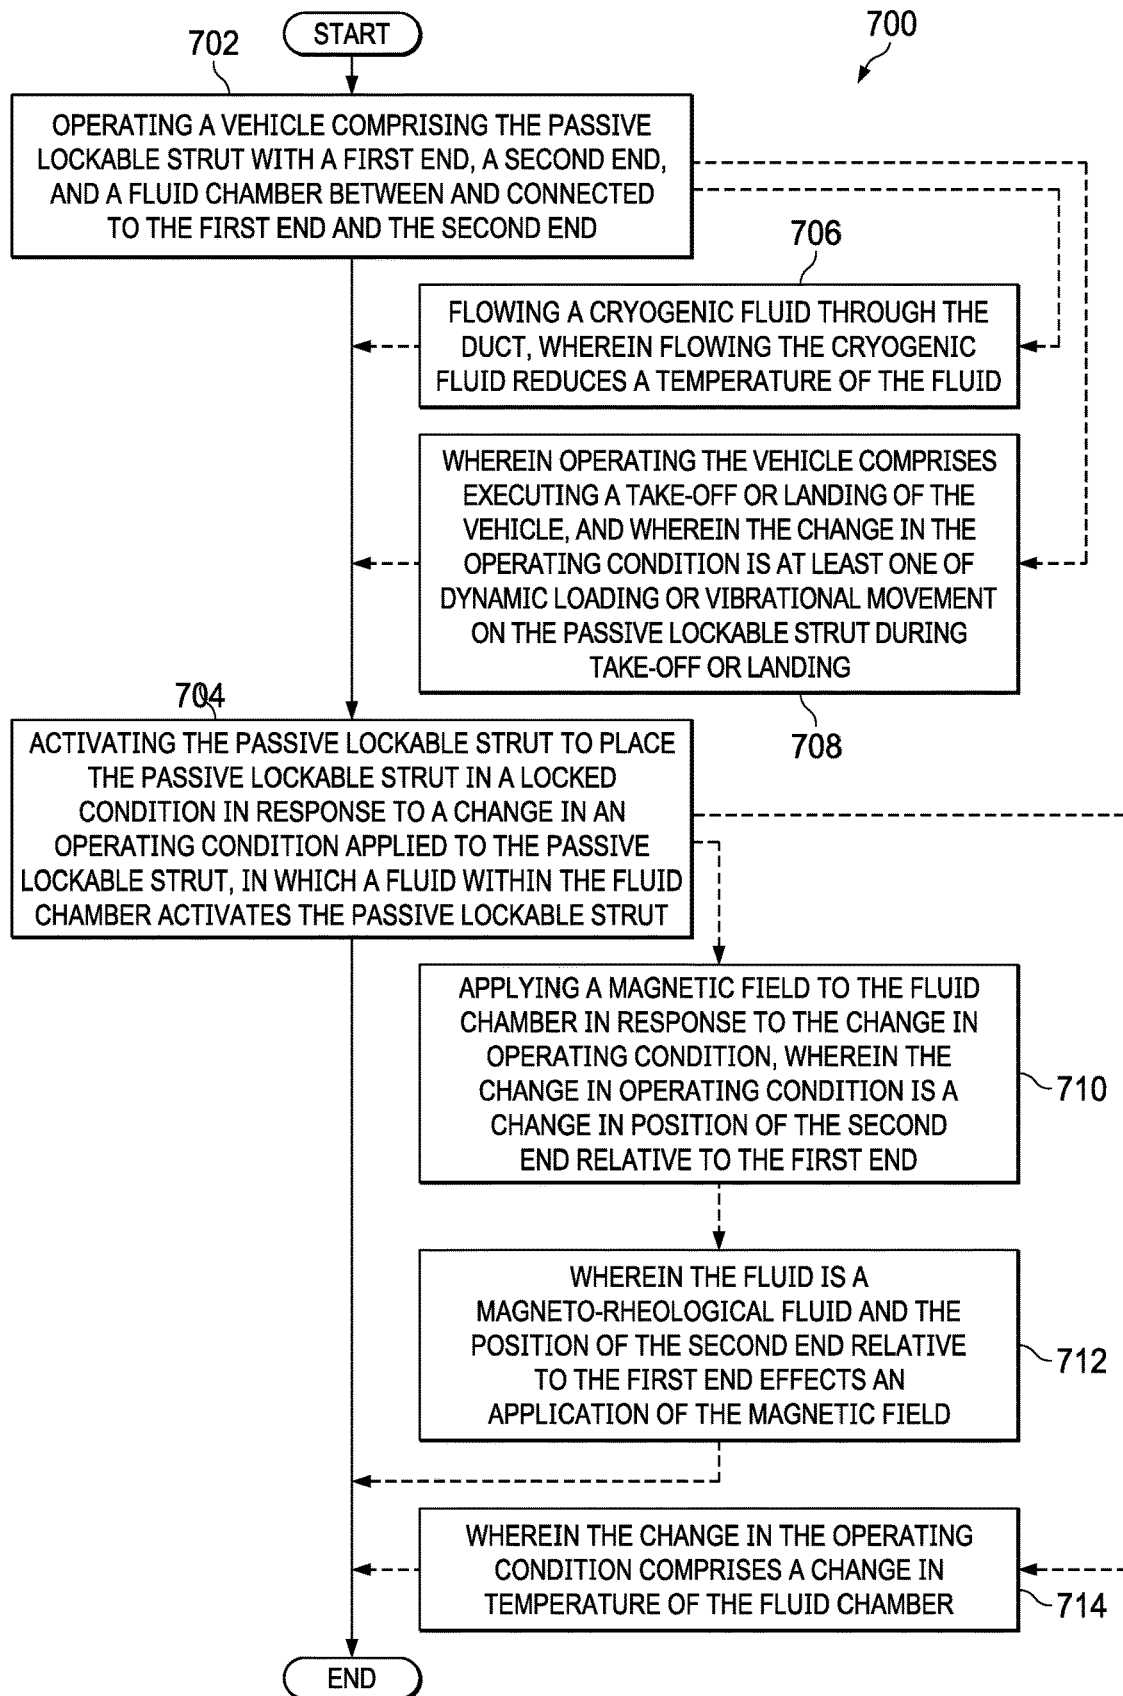 START
700
702
OPERATING A VEHICLE COMPRISING THE PASSIVE
LOCKABLE STRUT WITH A FIRST END, A SECOND END,
AND A FLUID CHAMBER BETWEEN AND CONNECTED
TO THE FIRST END AND THE SECOND END
706
FLOWING A CRYOGENIC FLUID THROUGH THE
DUCT, WHEREIN FLOWING THE CRYOGENIC
FLUID REDUCES A TEMPERATURE OF THE FLUID
WHEREIN OPERATING THE VEHICLE COMPRISES
EXECUTING A TAKE-OFF OR LANDING OF THE
VEHICLE, AND WHEREIN THE CHANGE IN THE
OPERATING CONDITION IS AT LEAST ONE OF
DYNAMIC LOADING OR VIBRATIONAL MOVEMENT
ON THE PASSIVE LOCKABLE STRUT DURING
TAKE-OFF OR LANDING
708
704
ACTIVATING THE PASSIVE LOCKABLE STRUT TO PLACE
THE PASSIVE LOCKABLE STRUT IN A LOCKED
CONDITION IN RESPONSE TO A CHANGE IN AN
OPERATING CONDITION APPLIED TO THE PASSIVE
LOCKABLE STRUT, IN WHICH A FLUID WITHIN THE FLUID
CHAMBER ACTIVATES THE PASSIVE LOCKABLE STRUT
APPLYING A MAGNETIC FIELD TO THE FLUID
CHAMBER IN RESPONSE TO THE CHANGE IN
OPERATING CONDITION, WHEREIN THE
CHANGE IN OPERATING CONDITION IS A
CHANGE IN POSITION OF THE SECOND
END RELATIVE TO THE FIRST END
710
WHEREIN THE FLUID IS A
MAGNETO-RHEOLOGICAL FLUID AND THE
POSITION OF THE SECOND END RELATIVE
TO THE FIRST END EFFECTS AN
APPLICATION OF THE MAGNETIC FIELD
712
WHEREIN THE CHANGE IN THE OPERATING
CONDITION COMPRISES A CHANGE IN
TEMPERATURE OF THE FLUID CHAMBER
714
END